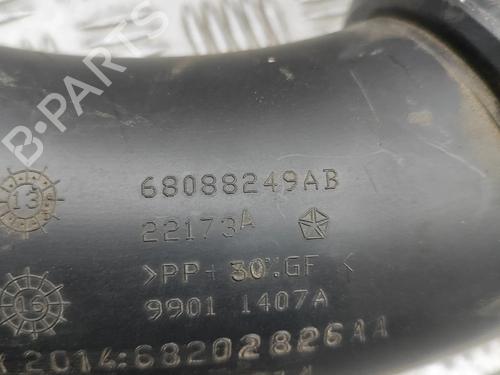 B-PARTS
13
68088249AB
22173A
>PP+30%GF<
16
9901 1407A
2014:68202826AA